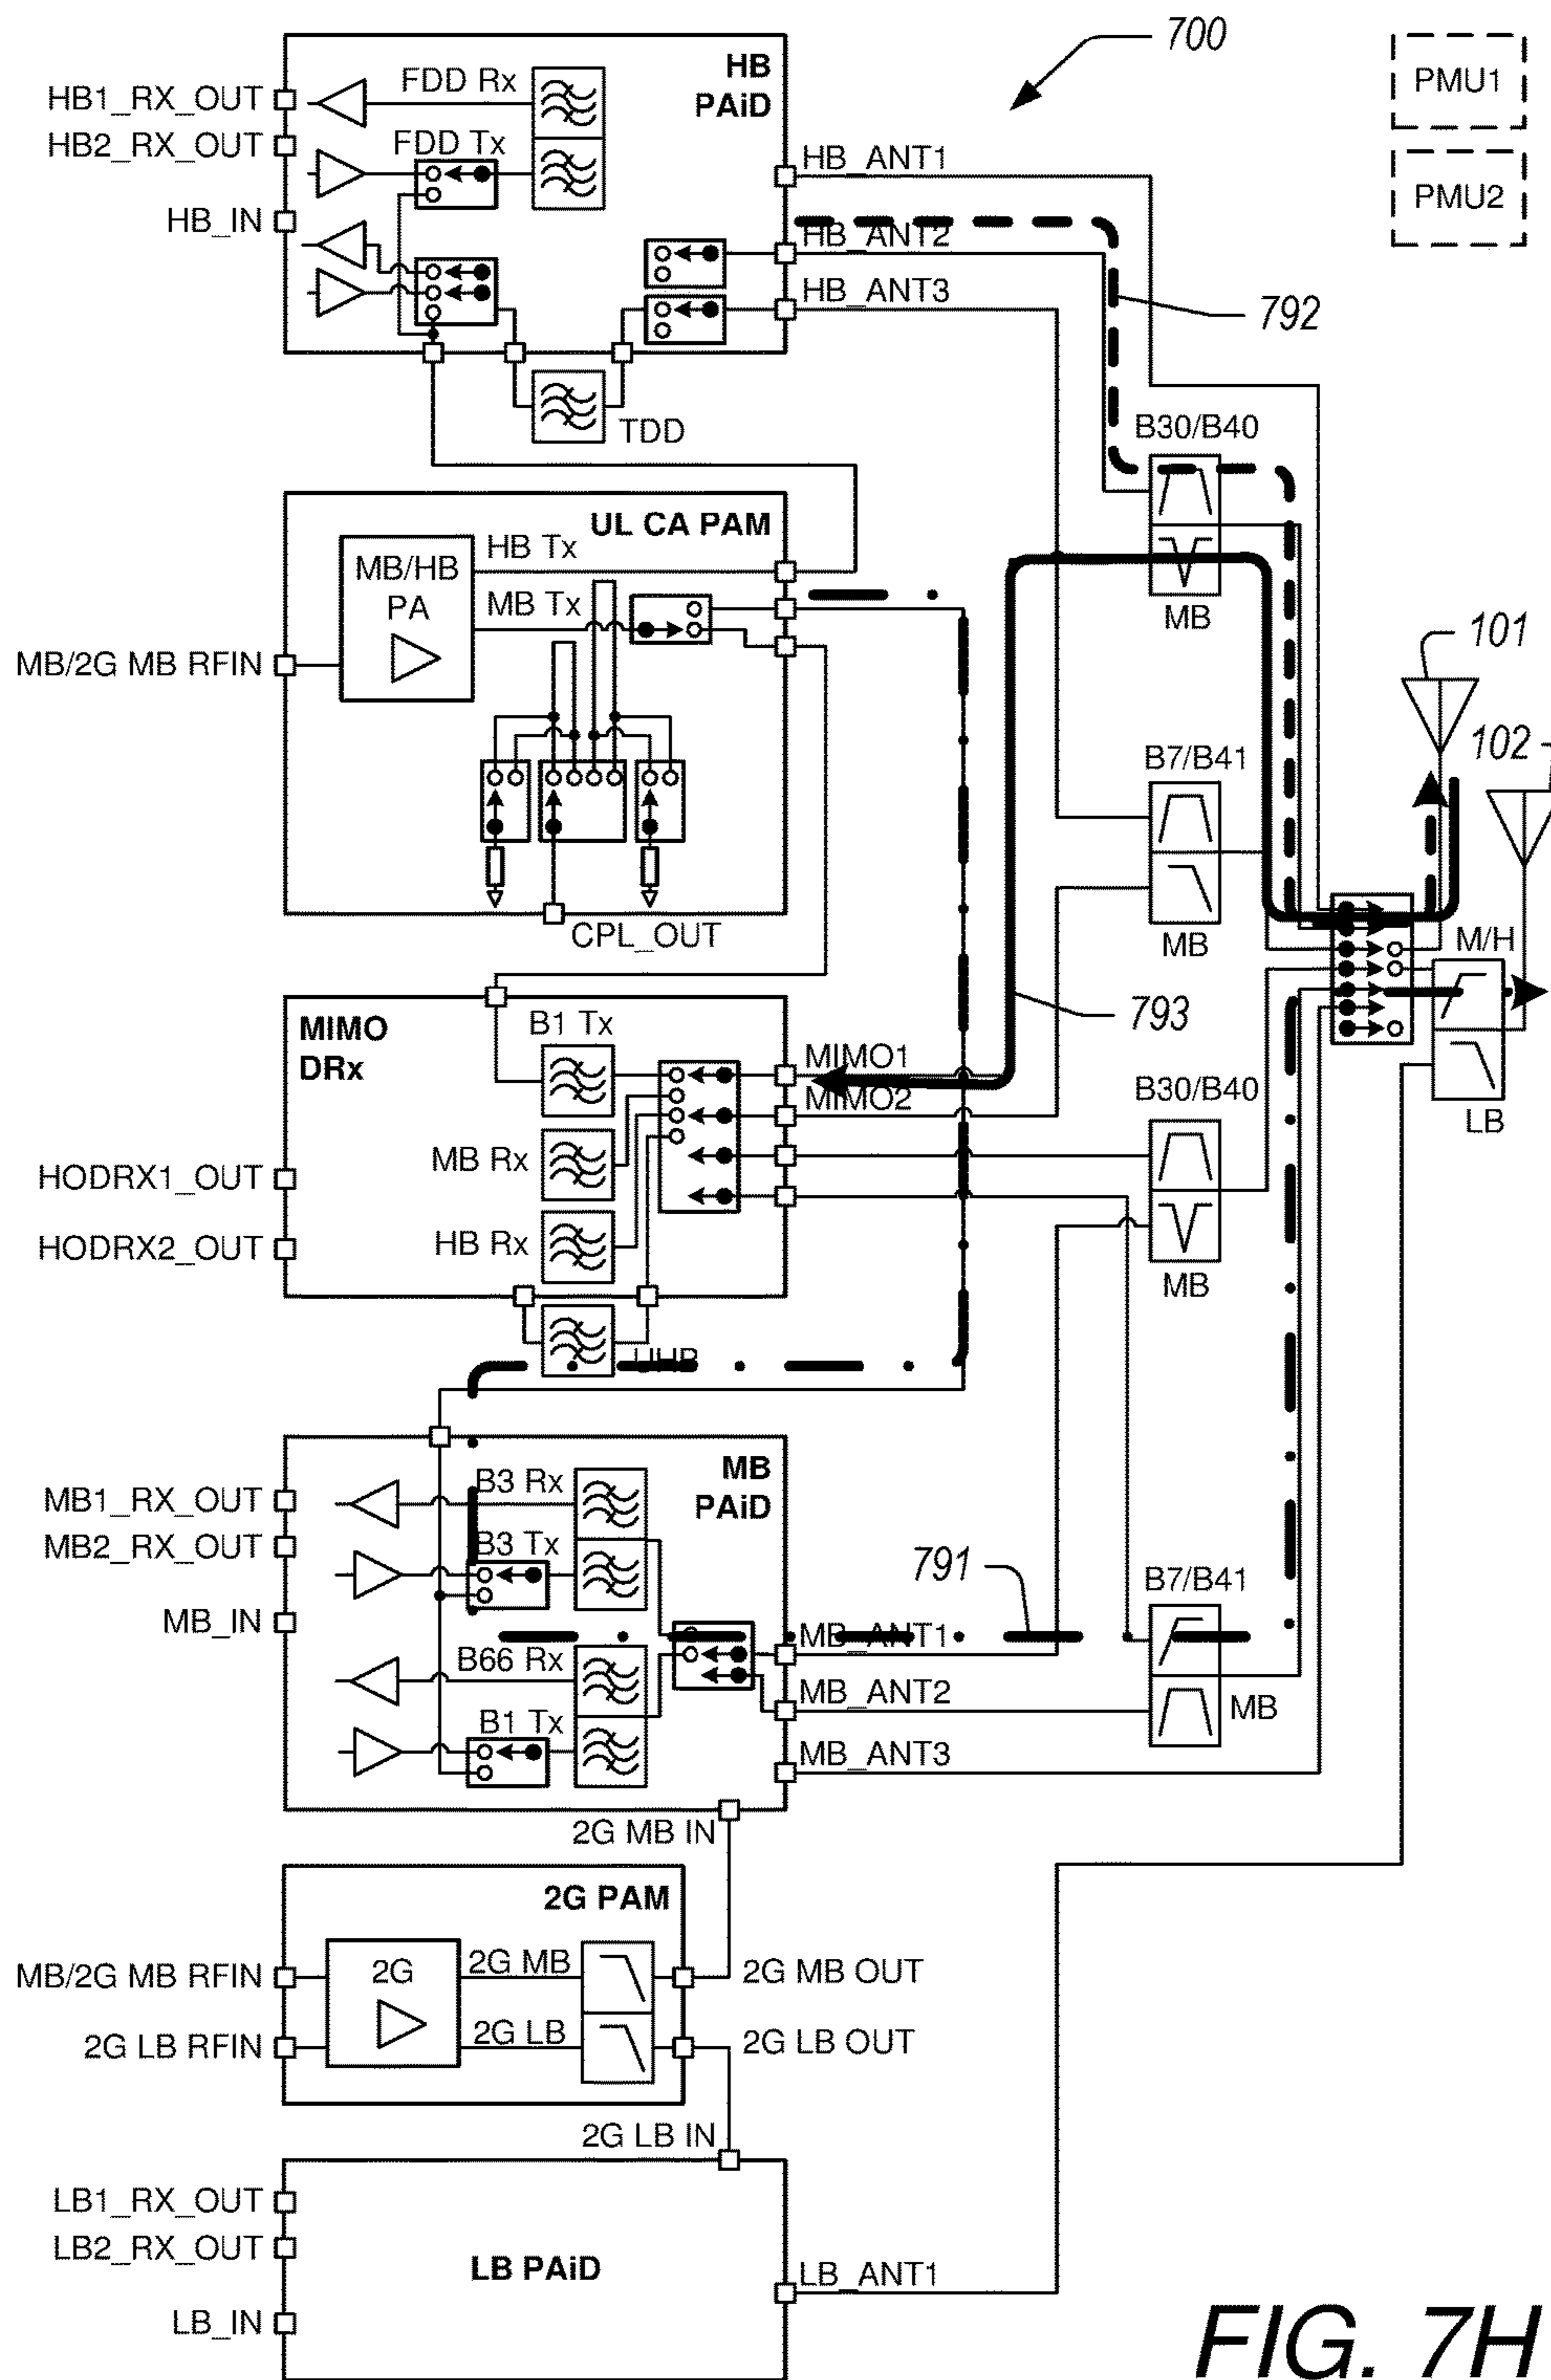 700
HB
PAiD
PMU1
HB1_RX_OUT
FDD Rx
HB2_RX_OUT
FDD Tx
HB_ANT1
PMU2
HB_IN
HB_ANT2
HB_ANT3
792
TDD
B30/B40
UL CA PAM
HB Tx
MB/HB
PA
MB Tx
MB
101
MB/2G MB RFIN
102
B7/B41
CPL_OUT
MB
M/H
MIMO
DRx
B1 Tx
793
MIMO1
MIMO2
B30/B40
LB
MB Rx
HODRX1_OUT
HB Rx
HODRX2_OUT
MB
UHB
MB
PAiD
B3 Rx
MB1_RX_OUT
B3 Tx
MB2_RX_OUT
791
B7/B41
MB_IN
MB_ANT1
B66 Rx
MB_ANT2
MB
B1 Tx
MB_ANT3
2G MB IN
2G PAM
MB/2G MB RFIN
2G
2G MB
2G MB OUT
2G LB RFIN
2G LB
2G LB OUT
2G LB IN
LB1_RX_OUT
LB2_RX_OUT
LB PAiD
LB_ANT1
LB_IN
FIG. 7H